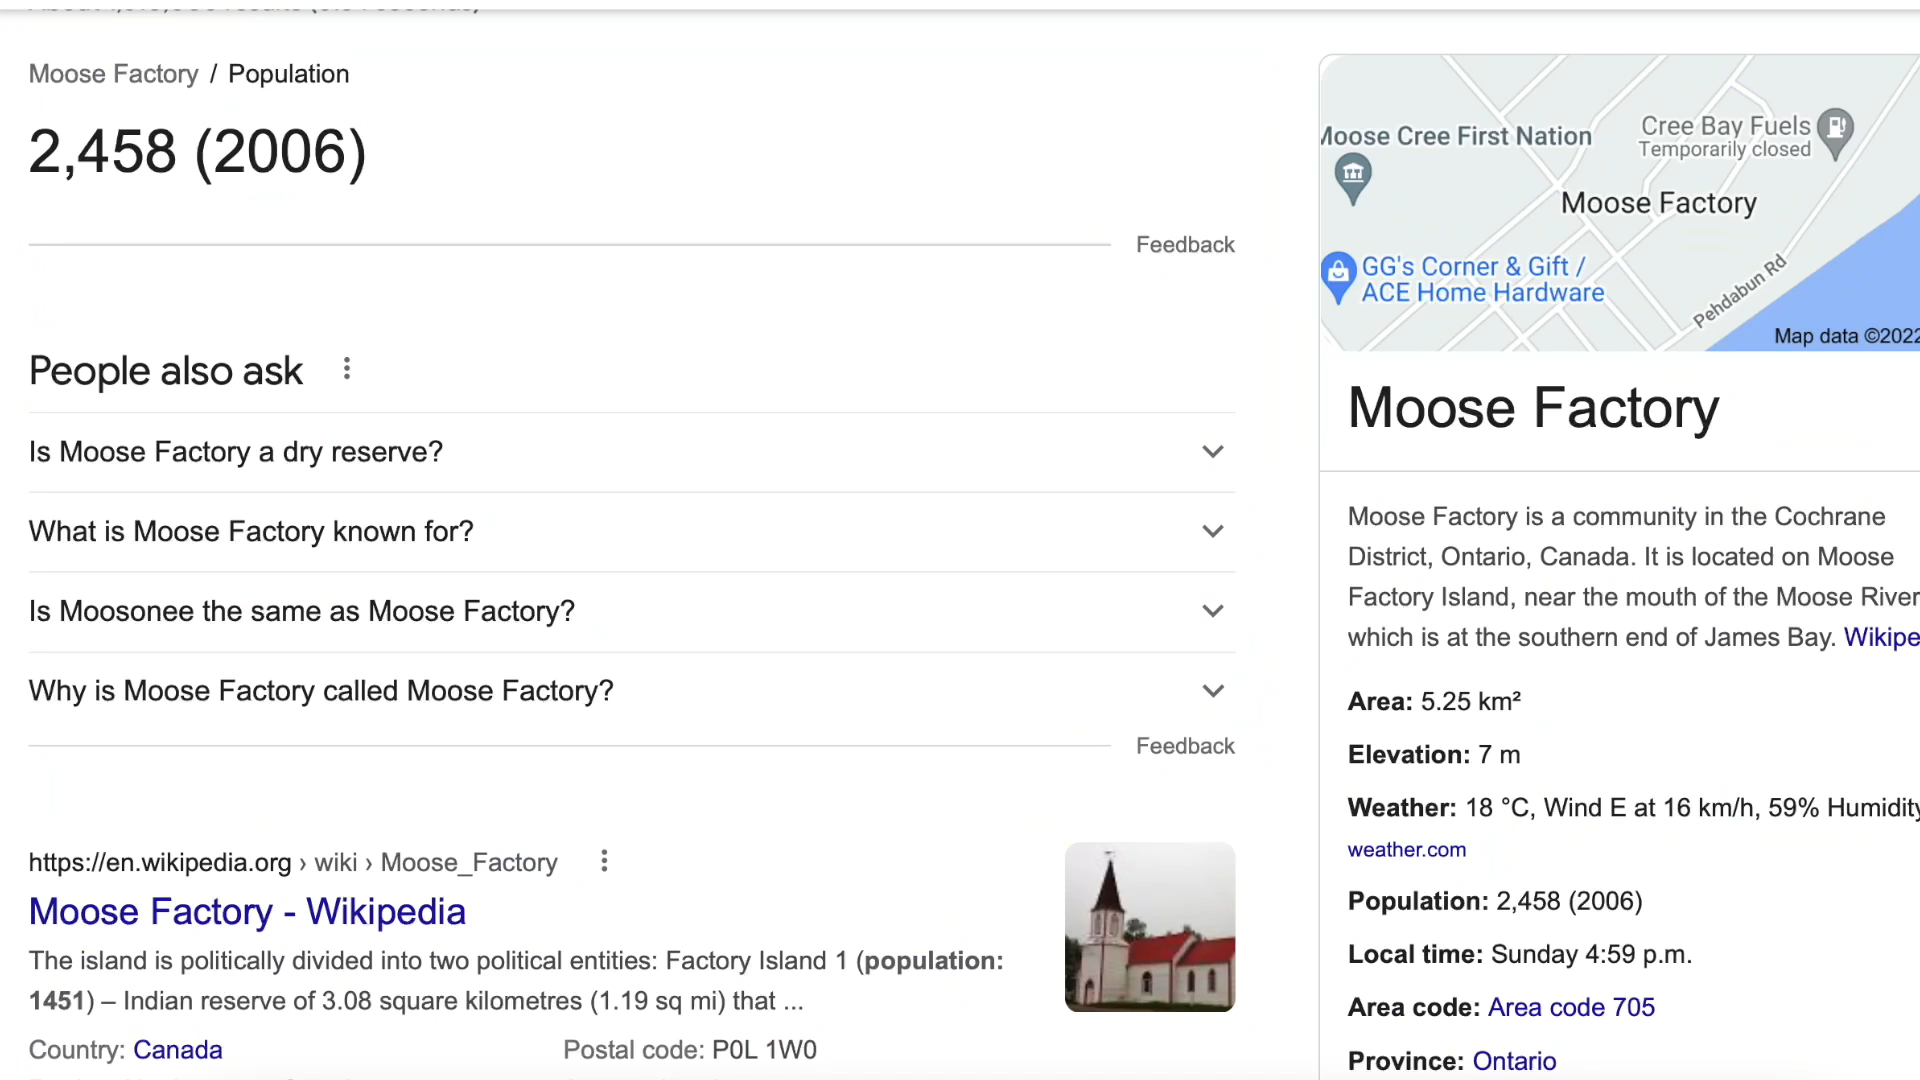 Moose Factory / Population
2,458 (2006)
Feedback
People also ask
Is Moose Factory a dry reserve?
What is Moose Factory known for?
Is Moosonee the same as Moose Factory?
Why is Moose Factory called Moose Factory?
Feedback
https://en.wikipedia.org › wiki › Moose_Factory
Moose Factory - Wikipedia
The island is politically divided into two political entities: Factory Island 1 (population:
1451) – Indian reserve of 3.08 square kilometres (1.19 sq mi) that ...
Country: Canada
Postal code: P0L 1W0
Moose Cree First Nation
Cree Bay Fuels
Temporarily closed
Moose Factory
GG's Corner & Gift /
ACE Home Hardware
Pehdabun Rd
Map data ©2022
Moose Factory
Moose Factory is a community in the Cochrane
District, Ontario, Canada. It is located on Moose
Factory Island, near the mouth of the Moose River
which is at the southern end of James Bay. Wikipe
Area: 5.25 km²
Elevation: 7 m
Weather: 18 °C, Wind E at 16 km/h, 59% Humidity
weather.com
Population: 2,458 (2006)
Local time: Sunday 4:59 p.m.
Area code: Area code 705
Province: Ontario